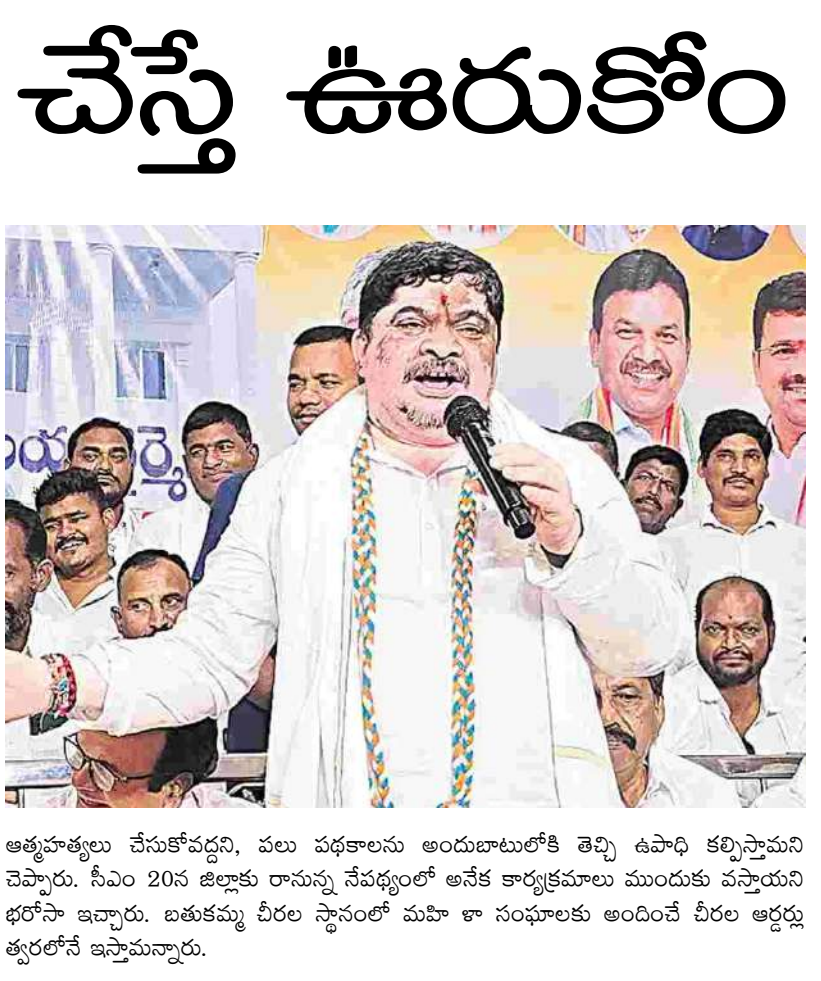 చేస్తే ఊరుకోం
ఆత్మహత్యలు చేసుకోవద్దని, పలు పథకాలను అందుబాటులోకి తెచ్చి ఉపాధి కల్పిస్తామని
చెప్పారు. సీఎం 20న జిల్లాకు రానున్న నేపథ్యంలో అనేక కార్యక్రమాలు ముందుకు వస్తాయని
భరోసా ఇచ్చారు. బతుకమ్మ చీరల స్థానంలో మహి ళా సంఘాలకు అందించే చీరల ఆర్డర్లు
త్వరలోనే ఇస్తామన్నారు.